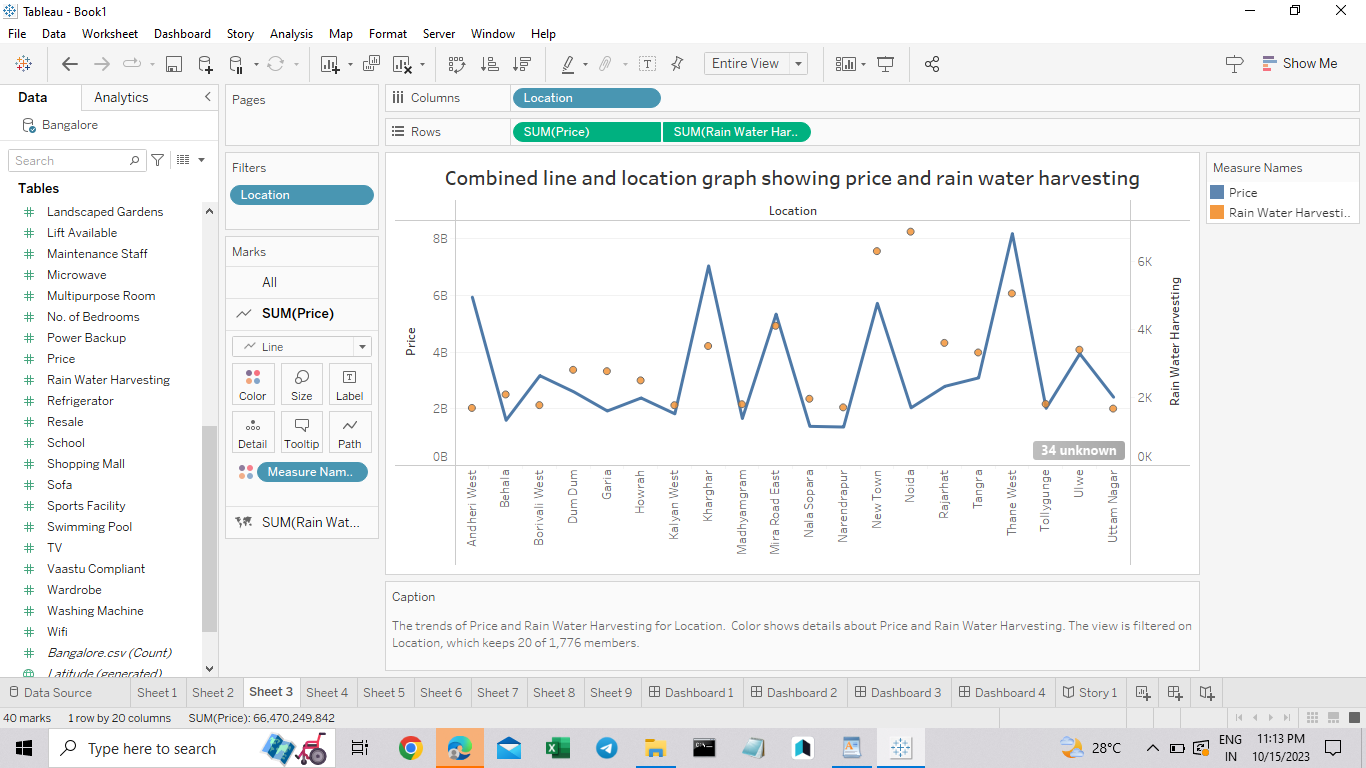 Tableau - Book1
File Data Worksheet Dashboard Story Analysis Map Format Server Window Help
Entire View
Show Me
Data Analytics
Bangalore
Search
Tables
Landscaped Gardens
Lift Available
Maintenance Staff
Microwave
Multipurpose Room
No. of Bedrooms
Power Backup
Price
Rain Water Harvesting
Refrigerator
Resale
School
Shopping Mall
Sofa
Sports Facility
Swimming Pool
TV
Vaastu Compliant
Wardrobe
Washing Machine
Wifi
Bangalore.csv (Count)
Latitude (generated)
Pages
Filters
Location
Marks
All
SUM(Price)
Line
Color Size Label
Detail Tooltip Path
Measure Nam..
SUM(Rain Wat...
Columns Location
Rows SUM(Price) SUM(Rain Water Har..
Combined line and location graph showing price and rain water harvesting
Location
8B
6B
4B
2B
0B
Price
6K
4K
2K
0K
Rain Water Harvesting
34 unknown
Andheri West
Behala
Borivali West
Dum Dum
Garia
Howrah
Kalyan West
Kharghar
Madhyamgram
Mira Road East
Nala Sopara
Narendrapur
New Town
Noida
Rajarhat
Tangra
Thane West
Tollygunge
Ulwe
Uttam Nagar
Caption
The trends of Price and Rain Water Harvesting for Location. Color shows details about Price and Rain Water Harvesting. The view is filtered on
Location, which keeps 20 of 1,776 members.
Measure Names
Price
Rain Water Harvesti..
Data Source Sheet 1 Sheet 2 Sheet 3 Sheet 4 Sheet 5 Sheet 6 Sheet 7 Sheet 8 Sheet 9 Dashboard 1 Dashboard 2 Dashboard 3 Dashboard 4 Story 1
40 marks 1 row by 20 columns SUM(Price): 66,470,249,842
Type here to search
28°C
ENG
IN
11:13 PM
10/15/2023